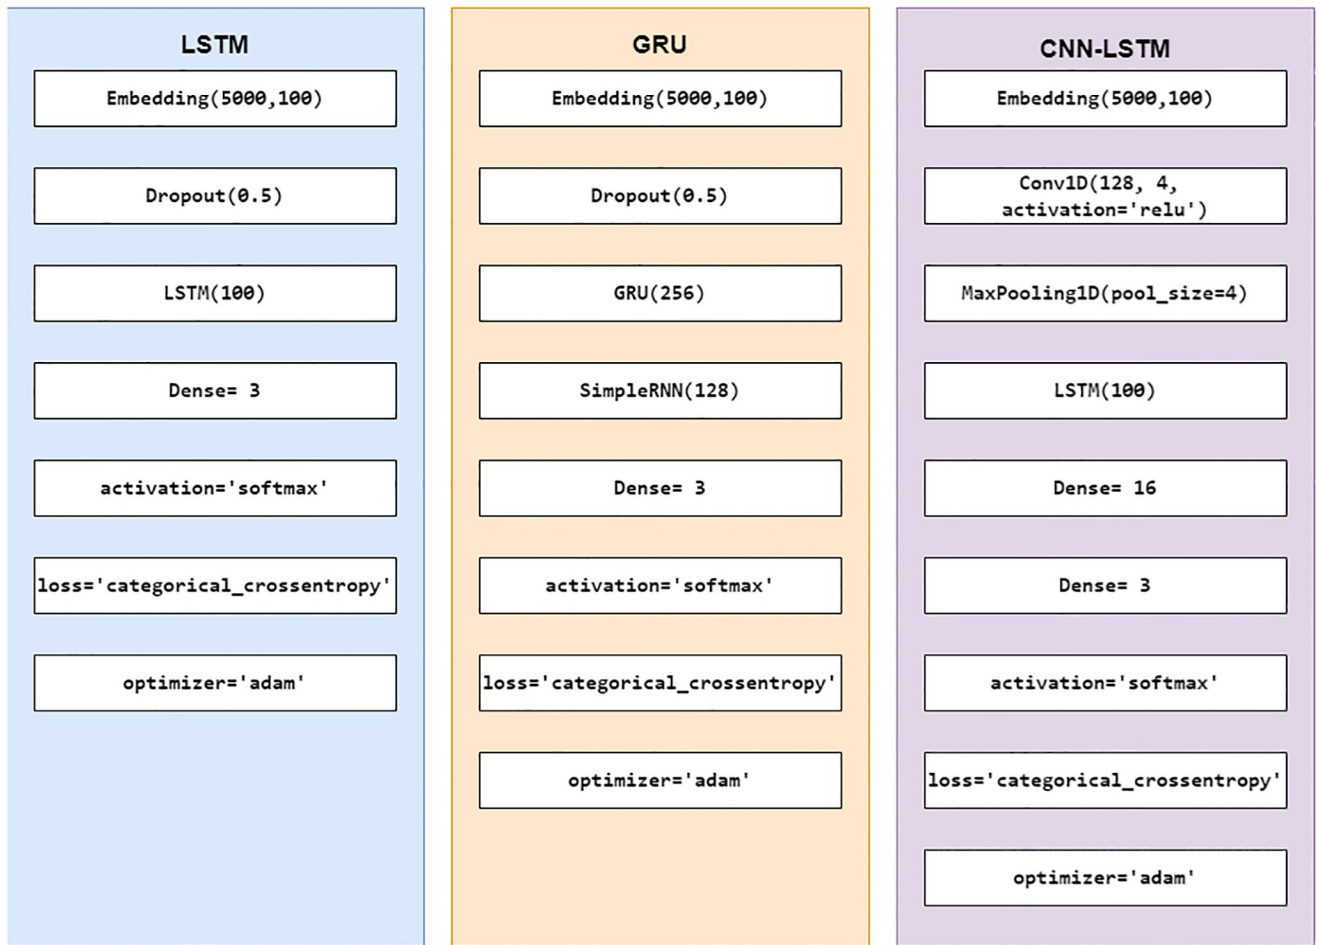 LSTM
Embedding(5000,100)
Dropout(0.5)
LSTM(100)
Dense= 3
activation='softmax'
loss='categorical_crossentropy'
optimizer='adam'
GRU
Embedding(5000,100)
Dropout(0.5)
GRU(256)
SimpleRNN(128)
Dense= 3
activation='softmax'
loss='categorical_crossentropy'
optimizer='adam'
CNN-LSTM
Embedding(5000,100)
Conv1D(128, 4,
activation='relu')
MaxPooling1D(pool_size=4)
LSTM(100)
Dense= 16
Dense= 3
activation='softmax'
loss='categorical_crossentropy'
optimizer='adam'